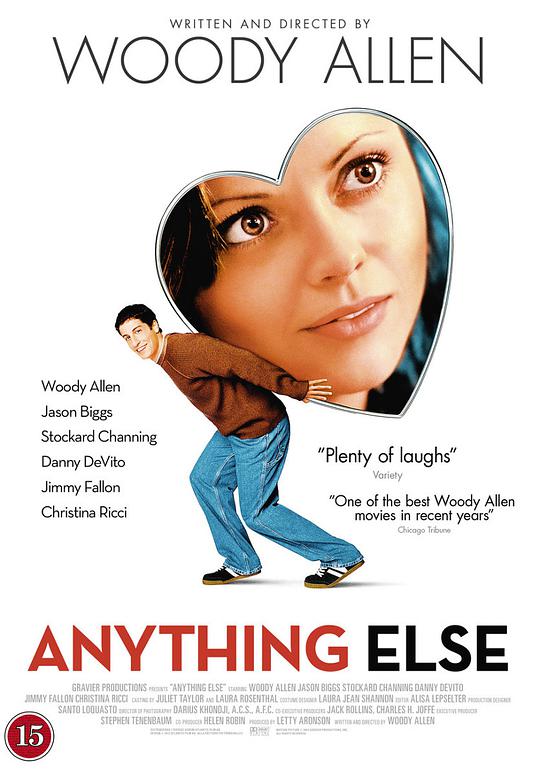 WRITTEN AND DIRECTED BY
WOODY ALLEN
Woody Allen
Jason Biggs
Stockard Channing
Danny DeVito
Jimmy Fallon
Christina Ricci
”Plenty of laughs”
Variety
”One of the best Woody Allen
movies in recent years”
Chicago Tribune
ANYTHING ELSE
GRAVIER PRODUCTIONS PRESENTS "ANYTHING ELSE" STARRING WOODY ALLEN JASON BIGGS STOCKARD CHANNING DANNY DEVITO
JIMMY FALLON CHRISTINA RICCI CASTING BY JULIET TAYLOR AND LAURA ROSENTHAL COSTUME DESIGNER LAURA JEAN SHANNON EDITOR ALISA LEPSELTER PRODUCTION DESIGNER
SANTO LOQUASTO DIRECTOR OF PHOTOGRAPHY DARIUS KHONDJI, A.C.S., A.F.C. CO-EXECUTIVE PRODUCERS JACK ROLLINS, CHARLES H. JOFFE EXECUTIVE PRODUCER
STEPHEN TENENBAUM CO-PRODUCER HELEN ROBIN PRODUCED BY LETTY ARONSON WRITTEN AND DIRECTED BY WOODY ALLEN
15